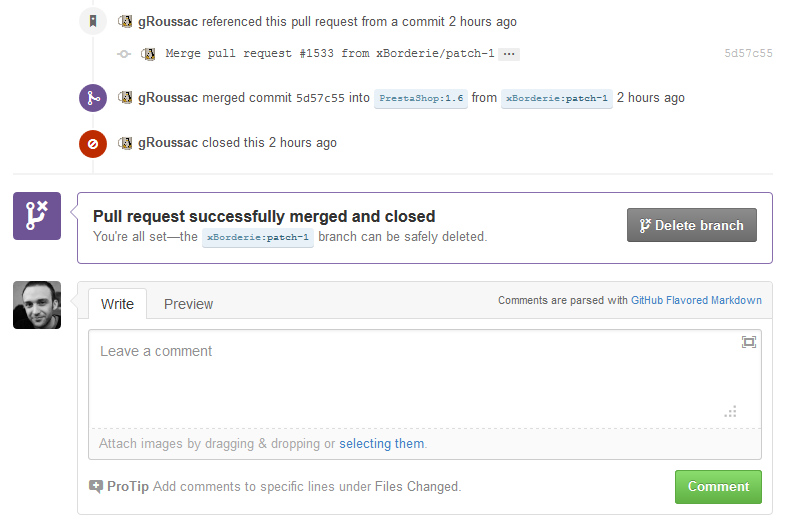 gRoussac referenced this pull request from a commit 2 hours ago
Merge pull request #1533 from xBorderie/patch-1 ... 5d57c55
gRoussac merged commit 5d57c55 into PrestaShop:1.6 from xBorderie:patch-1 2 hours ago
gRoussac closed this 2 hours ago
Pull request successfully merged and closed
You're all set—the xBorderie:patch-1 branch can be safely deleted.
Delete branch
Write Preview Comments are parsed with GitHub Flavored Markdown
Leave a comment
Attach images by dragging & dropping or selecting them.
ProTip Add comments to specific lines under Files Changed.
Comment